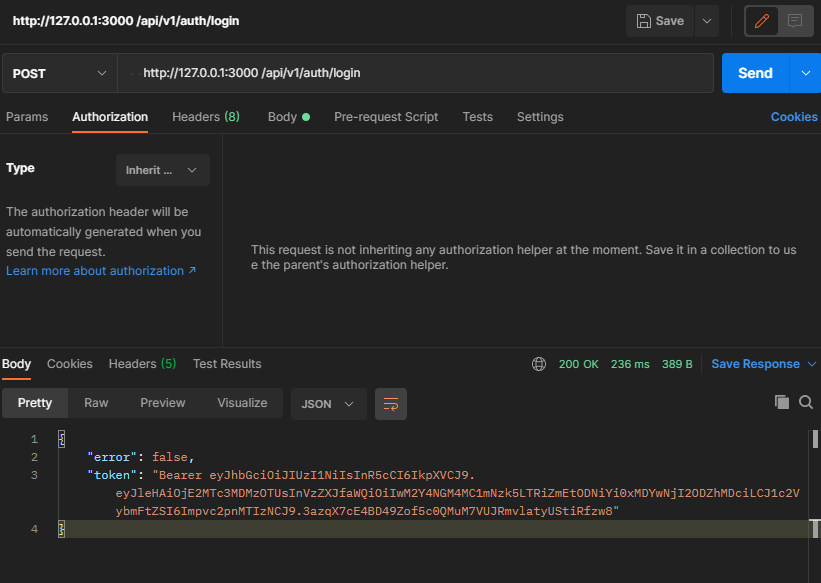 http://127.0.0.1:3000 /api/v1/auth/login
Save
POST
http://127.0.0.1:3000 /api/v1/auth/login
Send
Params Authorization Headers (8) Body Pre-request Script Tests Settings Cookies
Type
Inherit ...
The authorization header will be
automatically generated when you
send the request.
Learn more about authorization ↗
This request is not inheriting any authorization helper at the moment. Save it in a collection to us
e the parent's authorization helper.
Body Cookies Headers (5) Test Results 200 OK 236 ms 389 B Save Response
Pretty Raw Preview Visualize JSON
1 {
2 "error": false,
3 "token": "Bearer eyJhbGciOiJIUzI1NiIsInR5cCI6IkpXVCJ9.
eyJleHAiOjE2MTc3MDMzOTUsInVzZXJfaWQiOiIwM2Y4NGM4MC1mNzk5LTRiZmEtODNiYi0xMDYwNjI2ODZhMDciLCJ1c2V
ybmFtZSI6Impvc2pnMTIzNCJ9.3azqX7cE4BD49Zof5c0QMuM7VUJRmvlatyUStiRfzw8"
4 }